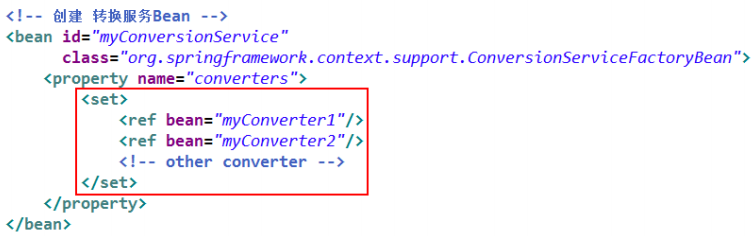 <!-- 创建 转换服务Bean -->
<bean id="myConversionService"
class="org.springframework.context.support.ConversionServiceFactoryBean">
<property name="converters">
<set>
<ref bean="myConverter1"/>
<ref bean="myConverter2"/>
<!-- other converter -->
</set>
</property>
</bean>